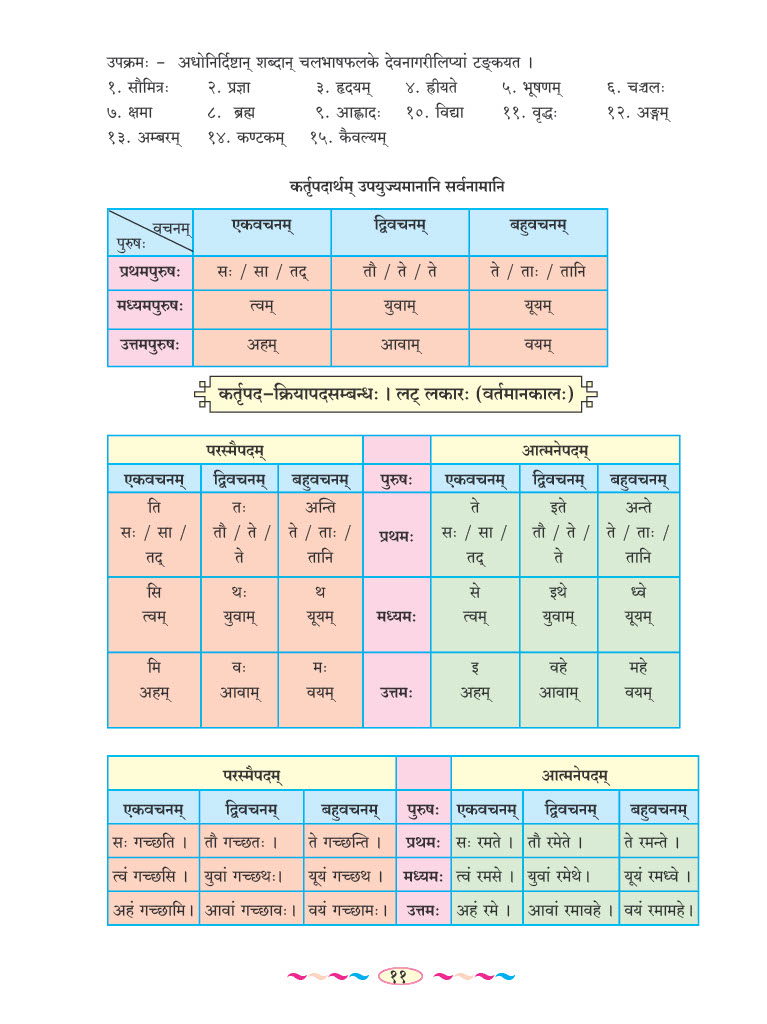 उपक्रमः - अधोनिर्दिष्टान् शब्दान् चलभाषफलके देवनागरीलिप्यां टङ्कयत ।
१. सौमित्रः २. प्रज्ञा ३. हृदयम् ४. ह्रीयते ५. भूषणम् ६. चञ्चलः
७. क्षमा ८. ब्रह्म ९. आह्लादः १०. विद्या ११. वृद्धः १२. अङ्गम्
१३. अम्बरम् १४. कण्टकम् १५. कैवल्यम्
कर्तृपदार्थम् उपयुज्यमानानि सर्वनामानि
वचनम् एकवचनम् द्विवचनम् बहुवचनम्
पुरुषः
प्रथमपुरुषः सः / सा / तद् तौ / ते / ते ते / ताः / तानि
मध्यमपुरुषः त्वम् युवाम् यूयम्
उत्तमपुरुषः अहम् आवाम् वयम्
कर्तृपद-क्रियापदसम्बन्धः । लट् लकारः (वर्तमानकालः)
परस्मैपदम् आत्मनेपदम्
एकवचनम् द्विवचनम् बहुवचनम् पुरुषः एकवचनम् द्विवचनम् बहुवचनम्
ति तः अन्ति ते इते अन्ते
सः / सा / तौ / ते / ते / ताः / प्रथमः सः / सा / तौ / ते / ते / ताः /
तद् ते तानि तद् ते तानि
सि थः थ से इथे ध्वे
त्वम् युवाम् यूयम् मध्यमः त्वम् युवाम् यूयम्
मि वः मः इ वहे महे
अहम् आवाम् वयम् उत्तमः अहम् आवाम् वयम्
परस्मैपदम् आत्मनेपदम्
एकवचनम् द्विवचनम् बहुवचनम् पुरुषः एकवचनम् द्विवचनम् बहुवचनम्
सः गच्छति । तौ गच्छतः । ते गच्छन्ति । प्रथमः सः रमते । तौ रमेते । ते रमन्ते ।
त्वं गच्छसि । युवां गच्छथः। यूयं गच्छथ । मध्यमः त्वं रमसे । युवां रमेथे। यूयं रमध्वे ।
अहं गच्छामि। आवां गच्छावः। वयं गच्छामः। उत्तमः अहं रमे । आवां रमावहे । वयं रमामहे।
११